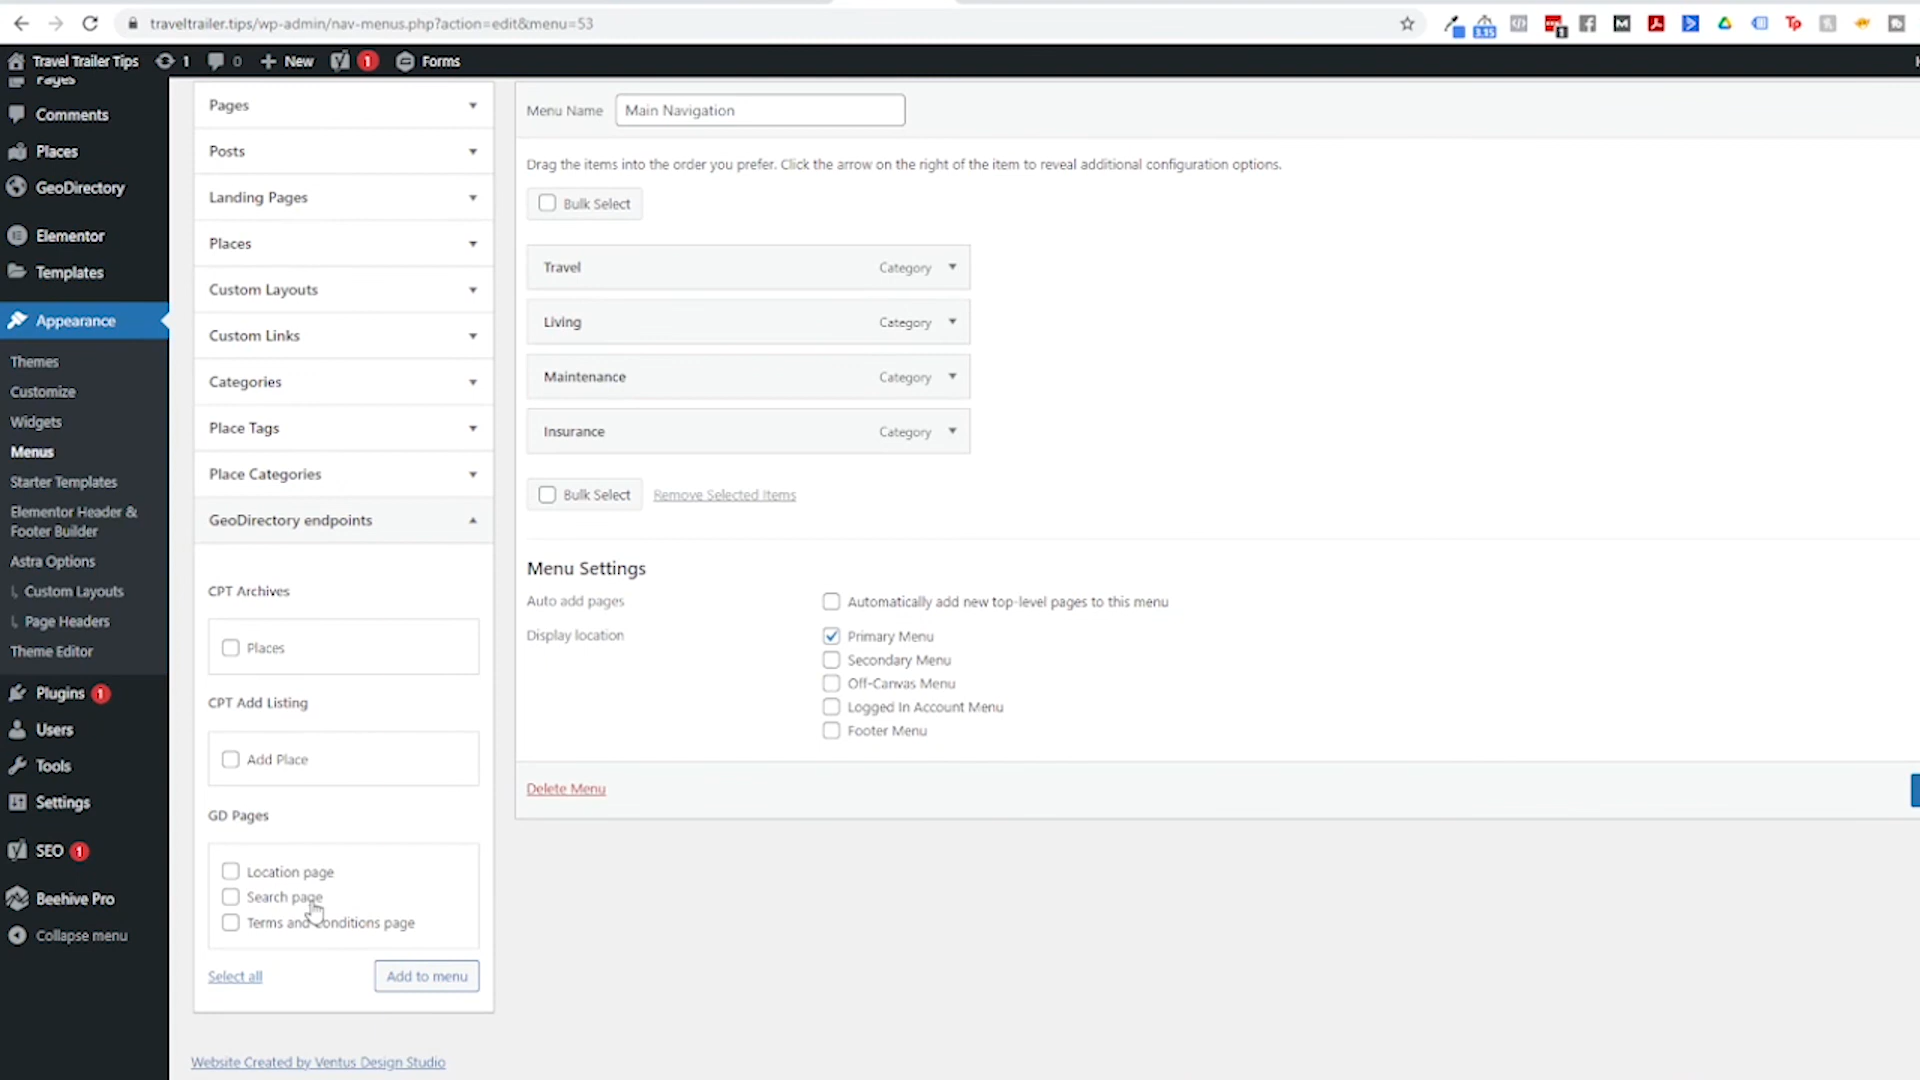 traveltrailer.tips/wp-admin/nav-menus.php?action=edit&menu=53
3.15
Tp
Travel Trailer Tips
1
0
New
1
Forms
Pages
Comments
Places
GeoDirectory
Elementor
Templates
Appearance
Themes
Customize
Widgets
Menus
Starter Templates
Elementor Header &
Footer Builder
Astra Options
Custom Layouts
Page Headers
Theme Editor
Plugins 1
Users
Tools
Settings
SEO 1
Beehive Pro
Collapse menu
Pages
Posts
Landing Pages
Places
Custom Layouts
Custom Links
Categories
Place Tags
Place Categories
GeoDirectory endpoints
CPT Archives
Places
CPT Add Listing
Add Place
GD Pages
Location page
Search page
Terms and conditions page
Select all
Add to menu
Website Created by Ventus Design Studio
Menu Name
Main Navigation
Drag the items into the order you prefer. Click the arrow on the right of the item to reveal additional configuration options.
Bulk Select
Travel Category
Living Category
Maintenance Category
Insurance Category
Bulk Select Remove Selected Items
Menu Settings
Auto add pages
Automatically add new top-level pages to this menu
Display location
Primary Menu
Secondary Menu
Off-Canvas Menu
Logged In Account Menu
Footer Menu
Delete Menu